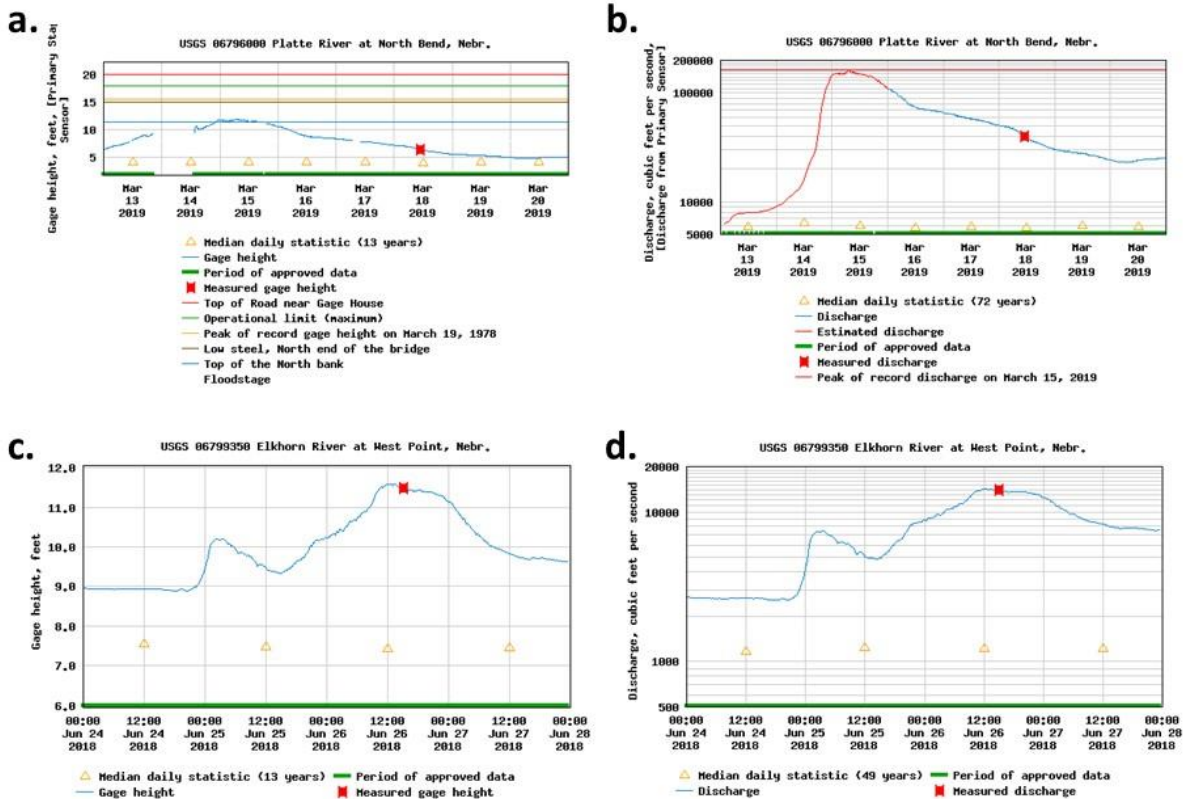 a.
USGS 06796000 Platte River at North Bend, Nebr.
Gage height, feet, [Primary
Sensor]
20
15
10
5
Mar Mar Mar Mar Mar Mar Mar Mar
13 14 15 16 17 18 19 20
2019 2019 2019 2019 2019 2019 2019 2019
Median daily statistic (13 years)
Gage height
Period of approved data
Measured gage height
Top of Road near Gage House
Operational limit (maximum)
Peak of record gage height on March 19, 1978
Low steel, North end of the bridge
Top of the North bank
Floodstage
b.
USGS 06796000 Platte River at North Bend, Nebr.
Discharge, cubic feet per second,
[Discharge from Primary Sensor]
200000
100000
10000
5000
Mar Mar Mar Mar Mar Mar Mar Mar
13 14 15 16 17 18 19 20
2019 2019 2019 2019 2019 2019 2019 2019
Median daily statistic (72 years)
Discharge
Estimated discharge
Period of approved data
Measured discharge
Peak of record discharge on March 15, 2019
c.
USGS 06799350 Elkhorn River at West Point, Nebr.
Gage height, feet
12.0
11.0
10.0
9.0
8.0
7.0
6.0
00:00 12:00 00:00 12:00 00:00 12:00 00:00 12:00 00:00
Jun 24 Jun 24 Jun 25 Jun 25 Jun 26 Jun 26 Jun 27 Jun 27 Jun 28
2018 2018 2018 2018 2018 2018 2018 2018 2018
Median daily statistic (13 years) Period of approved data
Gage height Measured gage height
d.
USGS 06799350 Elkhorn River at West Point, Nebr.
Discharge, cubic feet per second
20000
10000
1000
500
00:00 12:00 00:00 12:00 00:00 12:00 00:00 12:00 00:00
Jun 24 Jun 24 Jun 25 Jun 25 Jun 26 Jun 26 Jun 27 Jun 27 Jun 28
2018 2018 2018 2018 2018 2018 2018 2018 2018
Median daily statistic (49 years) Period of approved data
Discharge Measured discharge